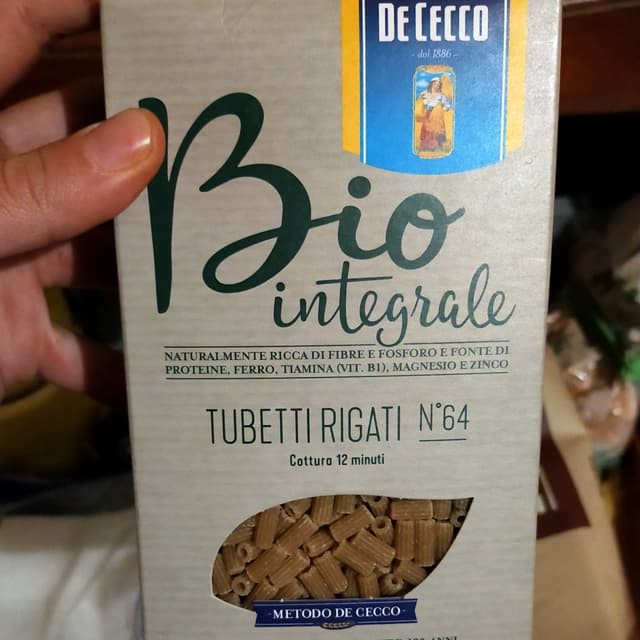 DE CECCO
dal 1886
Bio
integrale
NATURALMENTE RICCA DI FIBRE E FOSFORO E FONTE DI
PROTEINE, FERRO, TIAMINA (VIT. B1), MAGNESIO E ZINCO
TUBETTI RIGATI N°64
Cottura 12 minuti
METODO DE CECCO